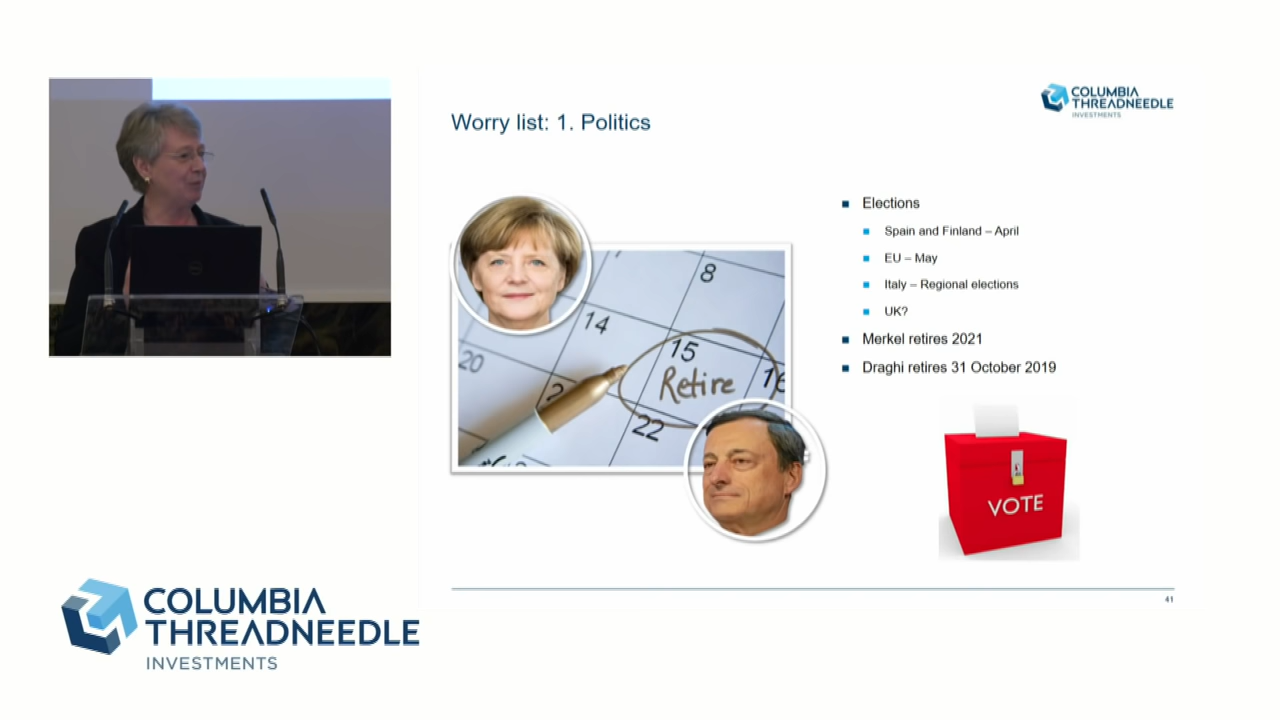 COLUMBIA
THREADNEEDLE
INVESTMENTS
Worry list: 1. Politics
8
14
15
Retire
16
20
22
VOTE
Elections
Spain and Finland – April
EU – May
Italy – Regional elections
UK?
Merkel retires 2021
Draghi retires 31 October 2019
41
COLUMBIA
THREADNEEDLE
INVESTMENTS